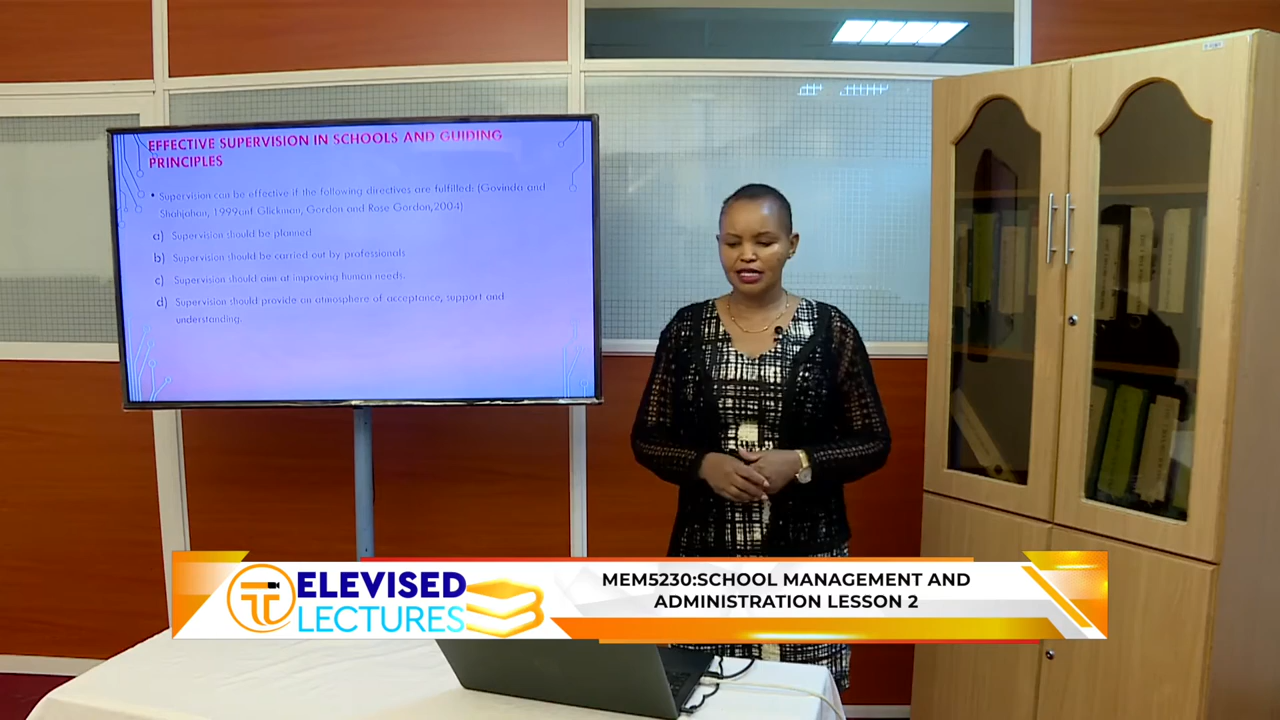 EFFECTIVE SUPERVISION IN SCHOOLS AND GUIDING
PRINCIPLES
• Supervision can be effective if the following directives are fulfilled: (Govinda and
Shahjahan, 1999anf Glickman, Gordon and Rose Gordon,2004)
a) Supervision should be planned
b) Supervision should be carried out by professionals
c) Supervision should aim at improving human needs.
d) Supervision should provide an atmosphere of acceptance, support and
understanding.
TELEVISED
LECTURES
MEM5230:SCHOOL MANAGEMENT AND
ADMINISTRATION LESSON 2